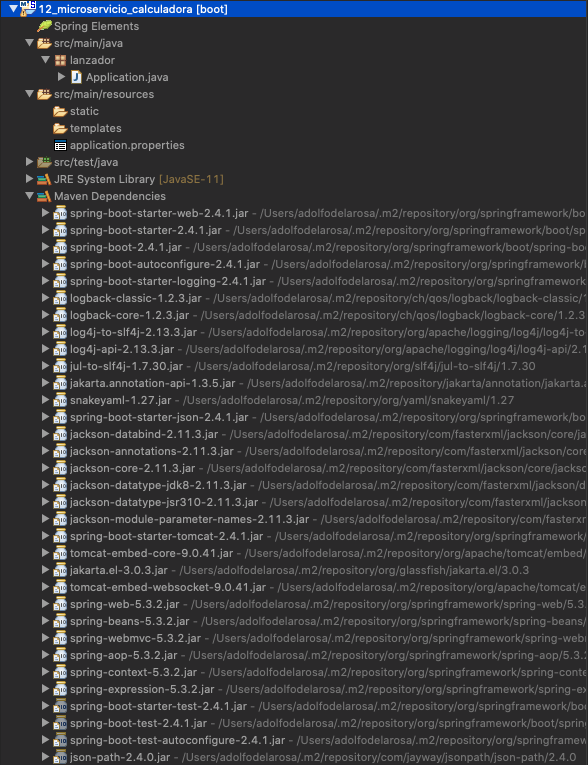 12_microservicio_calculadora [boot]
Spring Elements
src/main/java
lanzador
Application.java
src/main/resources
static
templates
application.properties
src/test/java
JRE System Library [JavaSE-11]
Maven Dependencies
spring-boot-starter-web-2.4.1.jar - /Users/adolfodelarosa/.m2/repository/org/springframework/boo
spring-boot-starter-2.4.1.jar - /Users/adolfodelarosa/.m2/repository/org/springframework/boot/sp
spring-boot-2.4.1.jar - /Users/adolfodelarosa/.m2/repository/org/springframework/boot/spring-bo
spring-boot-autoconfigure-2.4.1.jar - /Users/adolfodelarosa/.m2/repository/org/springframework/b
spring-boot-starter-logging-2.4.1.jar - /Users/adolfodelarosa/.m2/repository/org/springframework/
logback-classic-1.2.3.jar - /Users/adolfodelarosa/.m2/repository/ch/qos/logback/logback-classic/1
logback-core-1.2.3.jar - /Users/adolfodelarosa/.m2/repository/ch/qos/logback/logback-core/1.2.3
log4j-to-slf4j-2.13.3.jar - /Users/adolfodelarosa/.m2/repository/org/apache/logging/log4j/log4j-to-
log4j-api-2.13.3.jar - /Users/adolfodelarosa/.m2/repository/org/apache/logging/log4j/log4j-api/2.1
jul-to-slf4j-1.7.30.jar - /Users/adolfodelarosa/.m2/repository/org/slf4j/jul-to-slf4j/1.7.30
jakarta.annotation-api-1.3.5.jar - /Users/adolfodelarosa/.m2/repository/jakarta/annotation/jakarta.a
snakeyaml-1.27.jar - /Users/adolfodelarosa/.m2/repository/org/yaml/snakeyaml/1.27
spring-boot-starter-json-2.4.1.jar - /Users/adolfodelarosa/.m2/repository/org/springframework/bo
jackson-databind-2.11.3.jar - /Users/adolfodelarosa/.m2/repository/com/fasterxml/jackson/core/ja
jackson-annotations-2.11.3.jar - /Users/adolfodelarosa/.m2/repository/com/fasterxml/jackson/core
jackson-core-2.11.3.jar - /Users/adolfodelarosa/.m2/repository/com/fasterxml/jackson/core/jackso
jackson-datatype-jdk8-2.11.3.jar - /Users/adolfodelarosa/.m2/repository/com/fasterxml/jackson/d
jackson-datatype-jsr310-2.11.3.jar - /Users/adolfodelarosa/.m2/repository/com/fasterxml/jackson
jackson-module-parameter-names-2.11.3.jar - /Users/adolfodelarosa/.m2/repository/com/fasterxm
spring-boot-starter-tomcat-2.4.1.jar - /Users/adolfodelarosa/.m2/repository/org/springframework/
tomcat-embed-core-9.0.41.jar - /Users/adolfodelarosa/.m2/repository/org/apache/tomcat/embed/
jakarta.el-3.0.3.jar - /Users/adolfodelarosa/.m2/repository/org/glassfish/jakarta.el/3.0.3
tomcat-embed-websocket-9.0.41.jar - /Users/adolfodelarosa/.m2/repository/org/apache/tomcat/e
spring-web-5.3.2.jar - /Users/adolfodelarosa/.m2/repository/org/springframework/spring-web/5.3.
spring-beans-5.3.2.jar - /Users/adolfodelarosa/.m2/repository/org/springframework/spring-beans/
spring-webmvc-5.3.2.jar - /Users/adolfodelarosa/.m2/repository/org/springframework/spring-web
spring-aop-5.3.2.jar - /Users/adolfodelarosa/.m2/repository/org/springframework/spring-aop/5.3.
spring-context-5.3.2.jar - /Users/adolfodelarosa/.m2/repository/org/springframework/spring-conte
spring-expression-5.3.2.jar - /Users/adolfodelarosa/.m2/repository/org/springframework/spring-ex
spring-boot-starter-test-2.4.1.jar - /Users/adolfodelarosa/.m2/repository/org/springframework/boo
spring-boot-test-2.4.1.jar - /Users/adolfodelarosa/.m2/repository/org/springframework/boot/sprin
spring-boot-test-autoconfigure-2.4.1.jar - /Users/adolfodelarosa/.m2/repository/org/springframew
json-path-2.4.0.jar - /Users/adolfodelarosa/.m2/repository/com/jayway/jsonpath/json-path/2.4.0